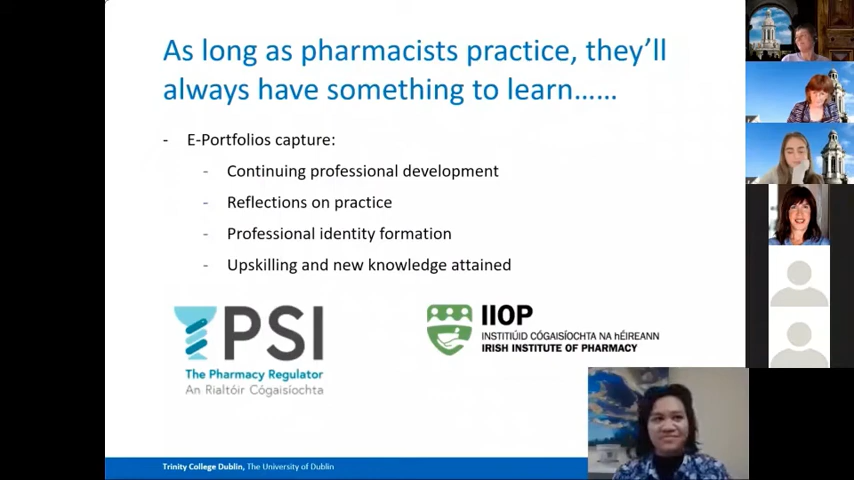 As long as pharmacists practice, they'll
always have something to learn……
- E-Portfolios capture:
- Continuing professional development
- Reflections on practice
- Professional identity formation
- Upskilling and new knowledge attained
PSI
The Pharmacy Regulator
An Rialtóir Cógaisíochta
IIOP
INSTITIÚID CÓGAISÍOCHTA NA hÉIREANN
IRISH INSTITUTE OF PHARMACY
Trinity College Dublin, The University of Dublin